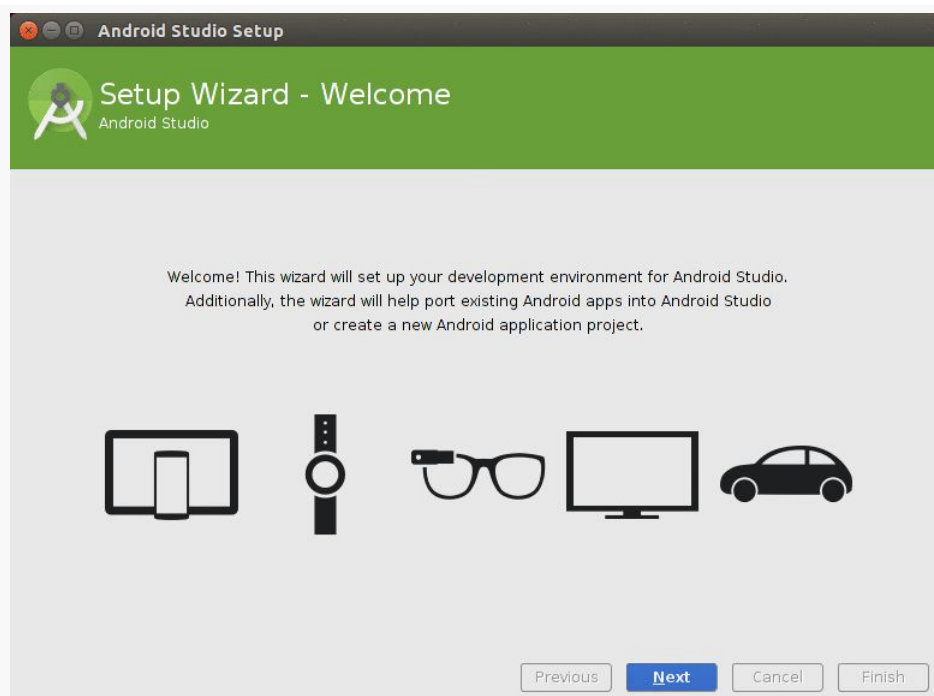 Android Studio Setup
Setup Wizard - Welcome
Android Studio
Welcome! This wizard will set up your development environment for Android Studio.
Additionally, the wizard will help port existing Android apps into Android Studio
or create a new Android application project.
Previous
Next
Cancel
Finish